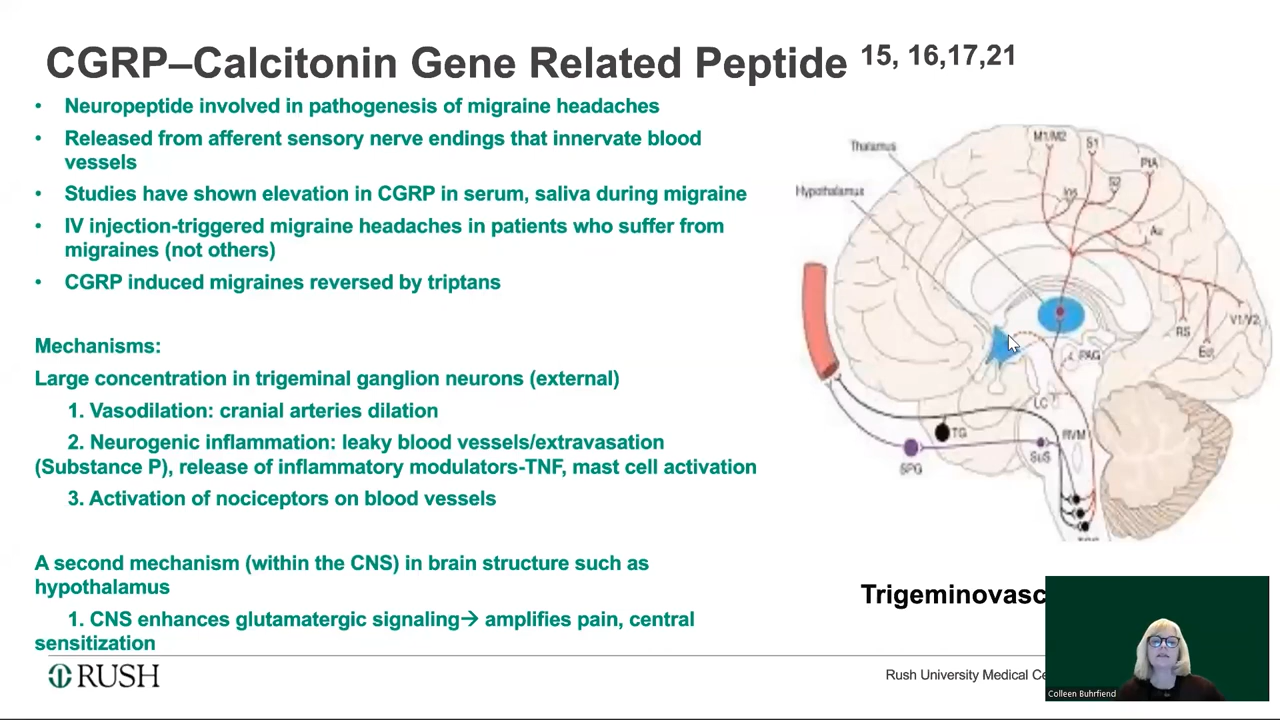 CGRP–Calcitonin Gene Related Peptide 15, 16,17,21
• Neuropeptide involved in pathogenesis of migraine headaches
• Released from afferent sensory nerve endings that innervate blood
vessels
• Studies have shown elevation in CGRP in serum, saliva during migraine
• IV injection-triggered migraine headaches in patients who suffer from
migraines (not others)
• CGRP induced migraines reversed by triptans
Mechanisms:
Large concentration in trigeminal ganglion neurons (external)
1. Vasodilation: cranial arteries dilation
2. Neurogenic inflammation: leaky blood vessels/extravasation
(Substance P), release of inflammatory modulators-TNF, mast cell activation
3. Activation of nociceptors on blood vessels
A second mechanism (within the CNS) in brain structure such as
hypothalamus
1. CNS enhances glutamatergic signaling→ amplifies pain, central
sensitization
M1/M2
S1
Thalamus
PtA
S2
Hypothalamus
Ins
Au
V1/V2
RS
Ect
PAG
LC
TG
RVM
SuS
SPG
Trigeminovasc
RUSH
Rush University Medical Ce
Colleen Buhrfiend